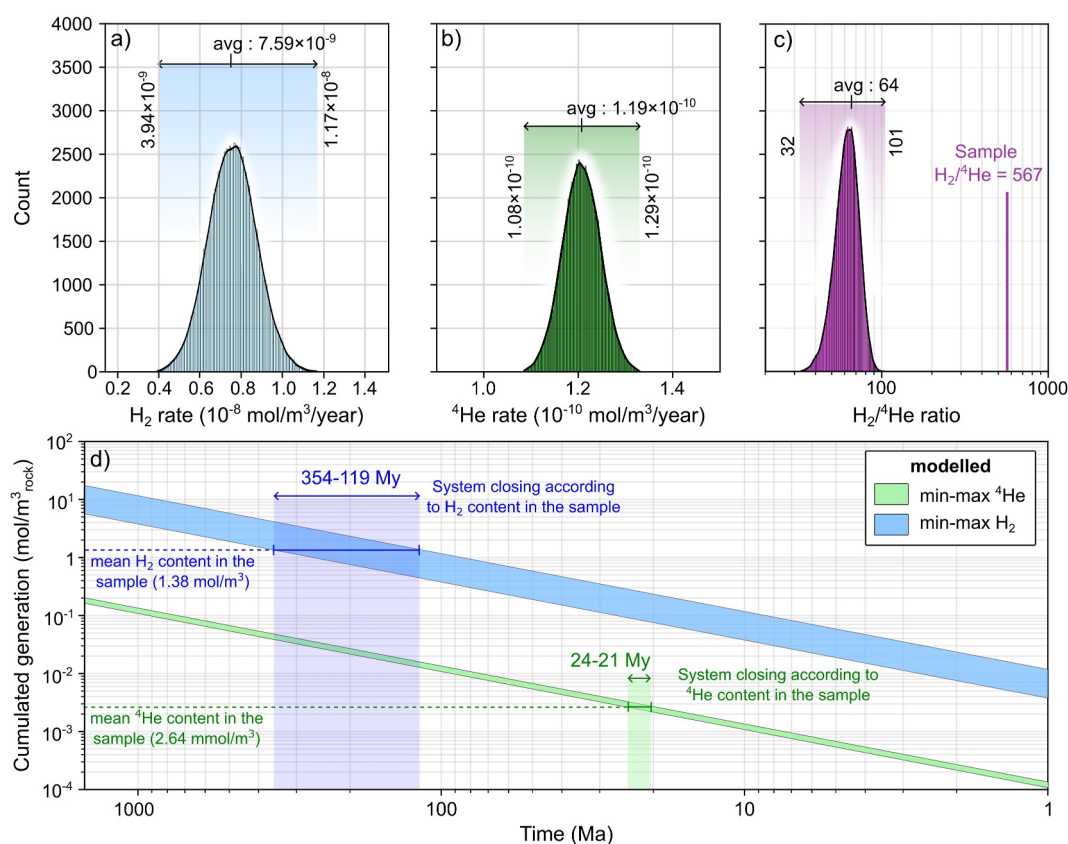 a)
avg : 7.59×10⁻⁹
3.94×10⁻⁹
1.17×10⁻⁸
4000
3500
3000
2500
2000
1500
1000
500
0
Count
0.2 0.4 0.6 0.8 1.0 1.2 1.4
H₂ rate (10⁻⁸ mol/m³/year)
b)
avg : 1.19×10⁻¹⁰
1.08×10⁻¹⁰
1.29×10⁻¹⁰
1.0 1.2 1.4
⁴He rate (10⁻¹⁰ mol/m³/year)
c)
avg : 64
32
101
Sample
H₂/⁴He = 567
100 1000
H₂/⁴He ratio
d)
10²
10¹
1
10⁻¹
10⁻²
10⁻³
10⁻⁴
Cumulated generation (mol/m³rock)
354-119 My
System closing according
to H₂ content in the sample
mean H₂ content in the
sample (1.38 mol/m³)
24-21 My
System closing according to
⁴He content in the sample
mean ⁴He content in the
sample (2.64 mmol/m³)
modelled
min-max ⁴He
min-max H₂
1000 100 10 1
Time (Ma)